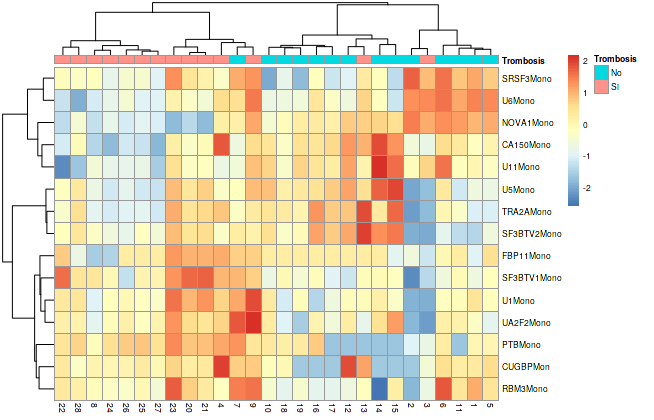 Trombosis
SRSF3Mono
U6Mono
NOVA1Mono
CA150Mono
U11Mono
U5Mono
TRA2AMono
SF3BTV2Mono
FBP11Mono
SF3BTV1Mono
U1Mono
UA2F2Mono
PTBMono
CUGBPMon
RBM3Mono
22 28 8 24 26 25 27 23 20 21 4 7 9 10 18 19 16 17 12 13 14 15 2 3 6 11 1 5
2
1
0
-1
-2
Trombosis
No
SI